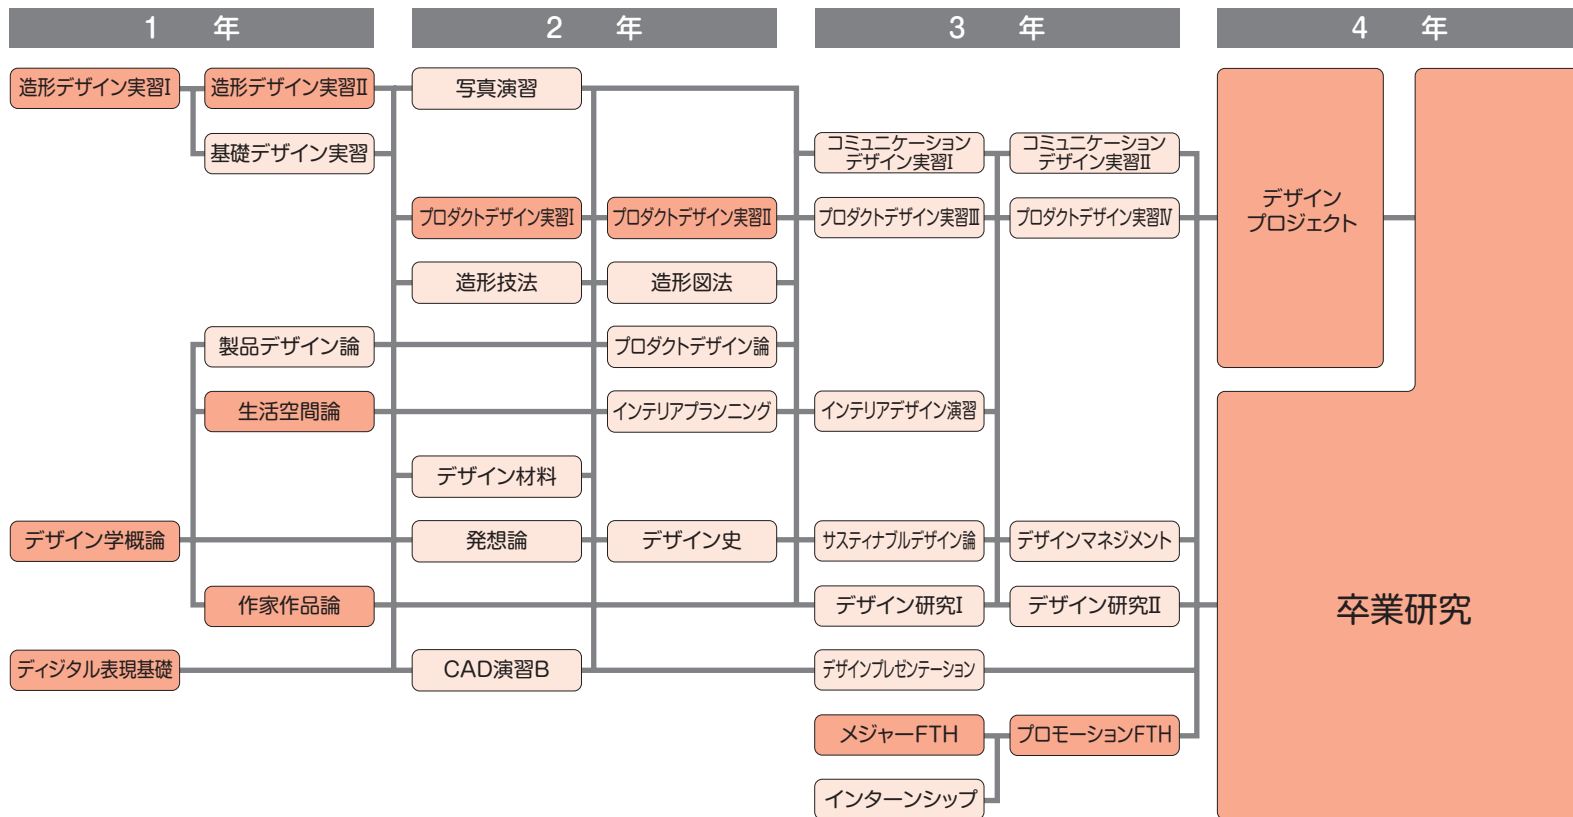 1 年
2 年
3 年
4 年
造形デザイン実習Ⅰ
造形デザイン実習Ⅱ
写真演習
基礎デザイン実習
コミュニケーション
デザイン実習Ⅰ
コミュニケーション
デザイン実習Ⅱ
デザイン
プロジェクト
プロダクトデザイン実習Ⅰ
プロダクトデザイン実習Ⅱ
プロダクトデザイン実習Ⅲ
プロダクトデザイン実習Ⅳ
造形技法
造形図法
製品デザイン論
プロダクトデザイン論
生活空間論
インテリアプランニング
インテリアデザイン演習
デザイン材料
デザイン学概論
発想論
デザイン史
サスティナブルデザイン論
デザインマネジメント
作家作品論
デザイン研究Ⅰ
デザイン研究Ⅱ
卒業研究
ディジタル表現基礎
CAD演習B
デザインプレゼンテーション
メジャーFTH
プロモーションFTH
インターンシップ